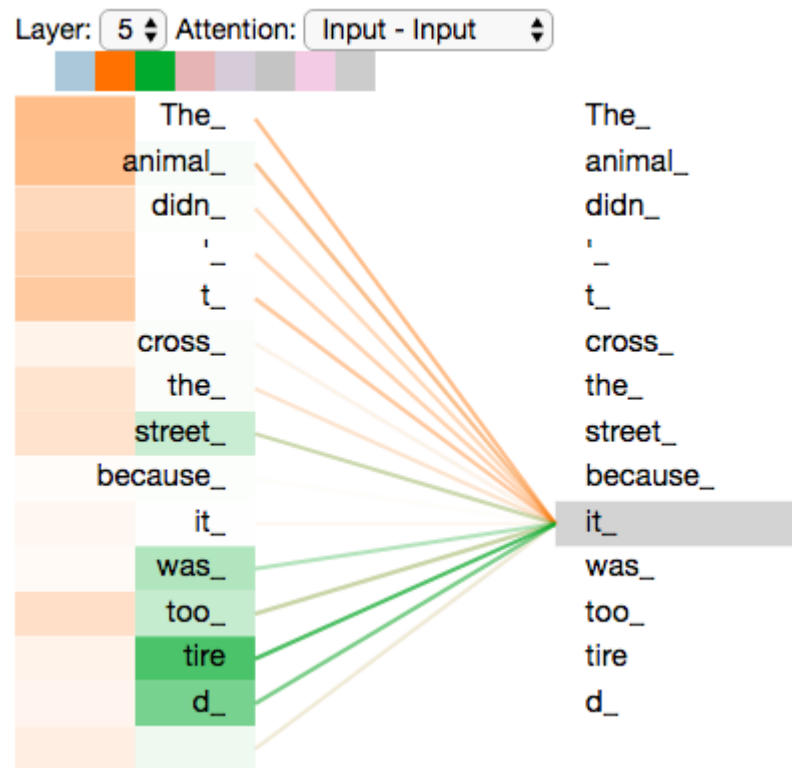 Layer: 5 Attention: Input - Input
The_ The_
animal_ animal_
didn_ didn_
'_ '_
t_ t_
cross_ cross_
the_ the_
street_ street_
because_ because_
it_ it_
was_ was_
too_ too_
tire tire
d_ d_